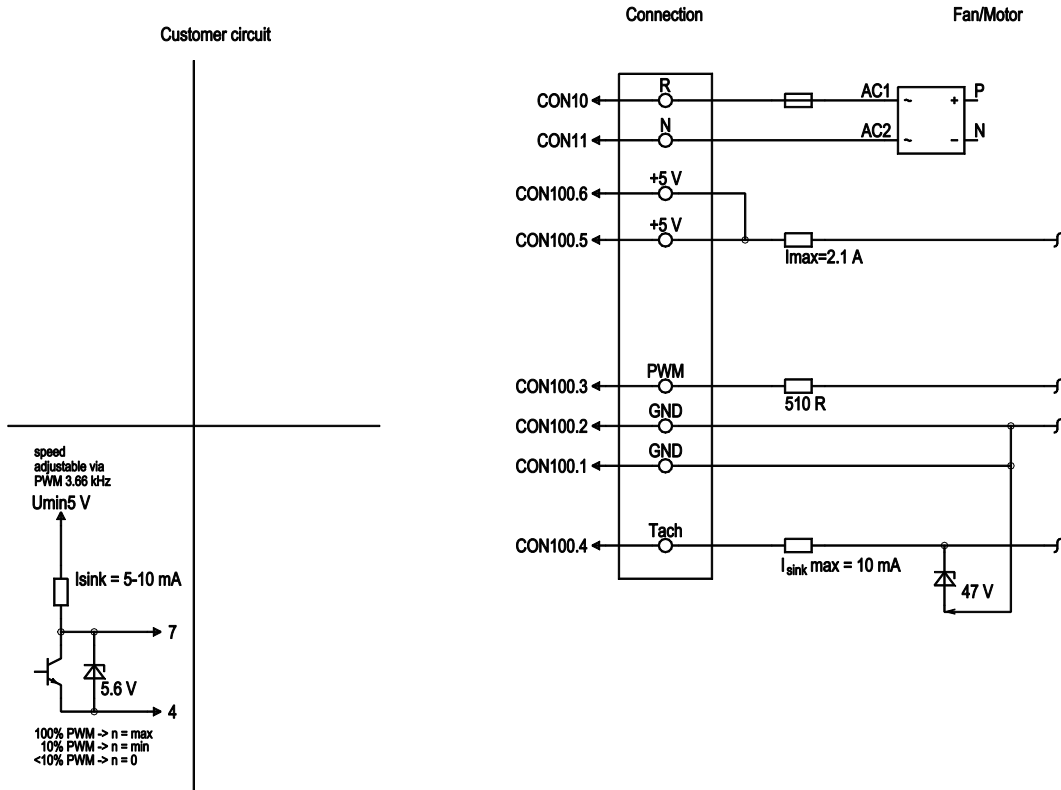 Connection
Fan/Motor
Customer circuit
CON10
R
AC1
~
+
P
CON11
N
AC2
~
−
N
CON100.6
+5 V
CON100.5
+5 V
Imax=2.1 A
CON100.3
PWM
510 R
CON100.2
GND
CON100.1
GND
CON100.4
Tach
Isink max = 10 mA
47 V
speed
adjustable via
PWM 3.66 kHz
Umin5 V
Isink = 5-10 mA
7
5.6 V
4
100% PWM -> n = max
10% PWM -> n = min
<10% PWM -> n = 0